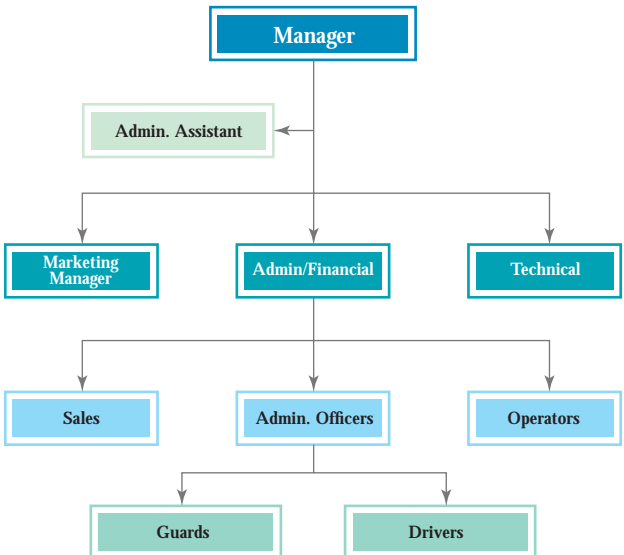 Manager
Admin. Assistant
Marketing
Manager
Admin/Financial
Technical
Sales
Admin. Officers
Operators
Guards
Drivers